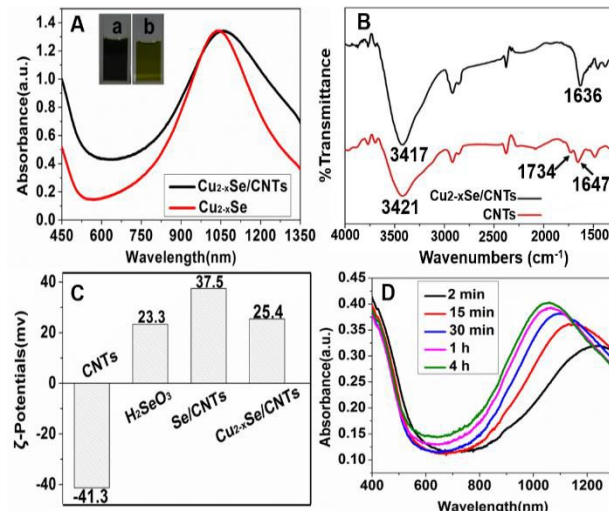 A
a
b
1.4
1.2
1.0
0.8
0.6
0.4
0.2
0.0
Absorbance(a.u.)
Cu2-xSe/CNTs
Cu2-xSe
450 600 750 900 1050 1200 1350
Wavelength(nm)
B
%Transmittance
3417
1636
3421
1734
1647
Cu2-xSe/CNTs
CNTs
4000 3500 3000 2500 2000 1500
Wavenumbers (cm-1)
C
ζ-Potentials(mv)
40
20
0
-20
-40
CNTs
-41.3
23.3
H2SeO3
37.5
Se/CNTs
25.4
Cu2-xSe/CNTs
D
0.45
0.40
0.35
0.30
0.25
0.20
0.15
0.10
Absorbance(a.u.)
2 min
15 min
30 min
1 h
4 h
400 600 800 1000 1200
Wavelength(nm)